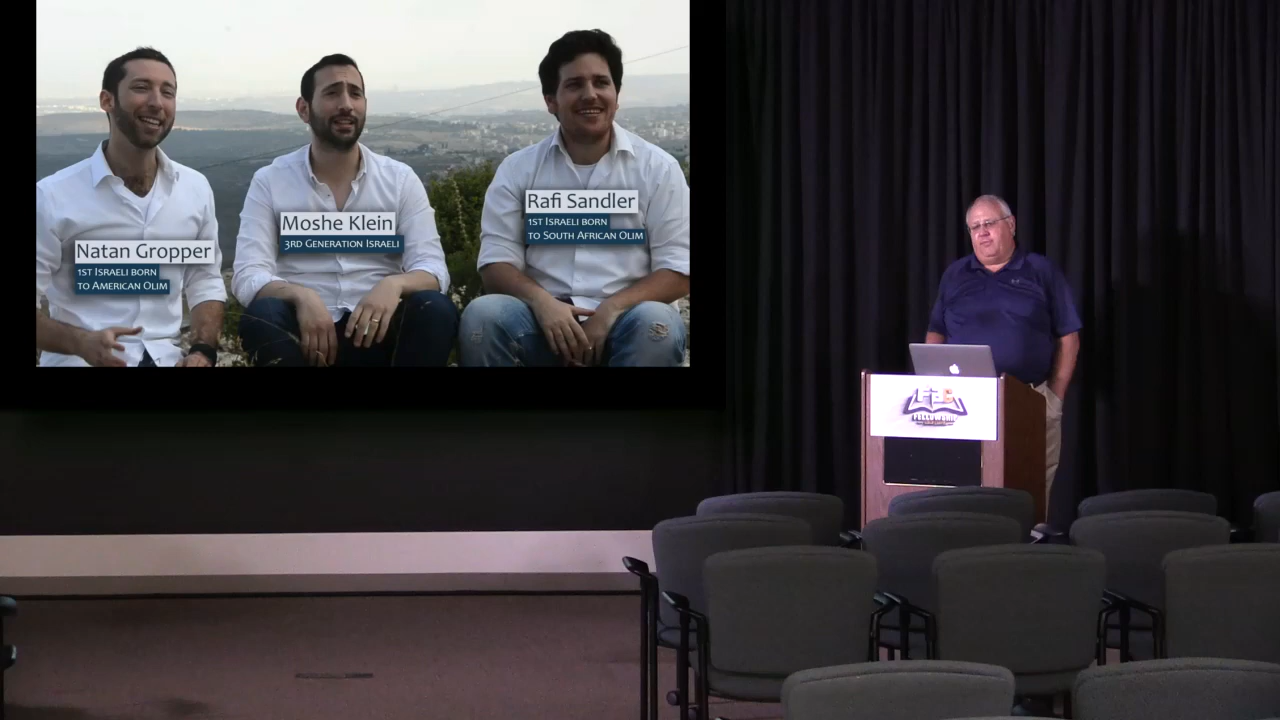 Natan Gropper
1ST ISRAELI BORN
TO AMERICAN OLIM
Moshe Klein
3RD GENERATION ISRAELI
Rafi Sandler
1ST ISRAELI BORN
TO SOUTH AFRICAN OLIM
FELLOWSHIP